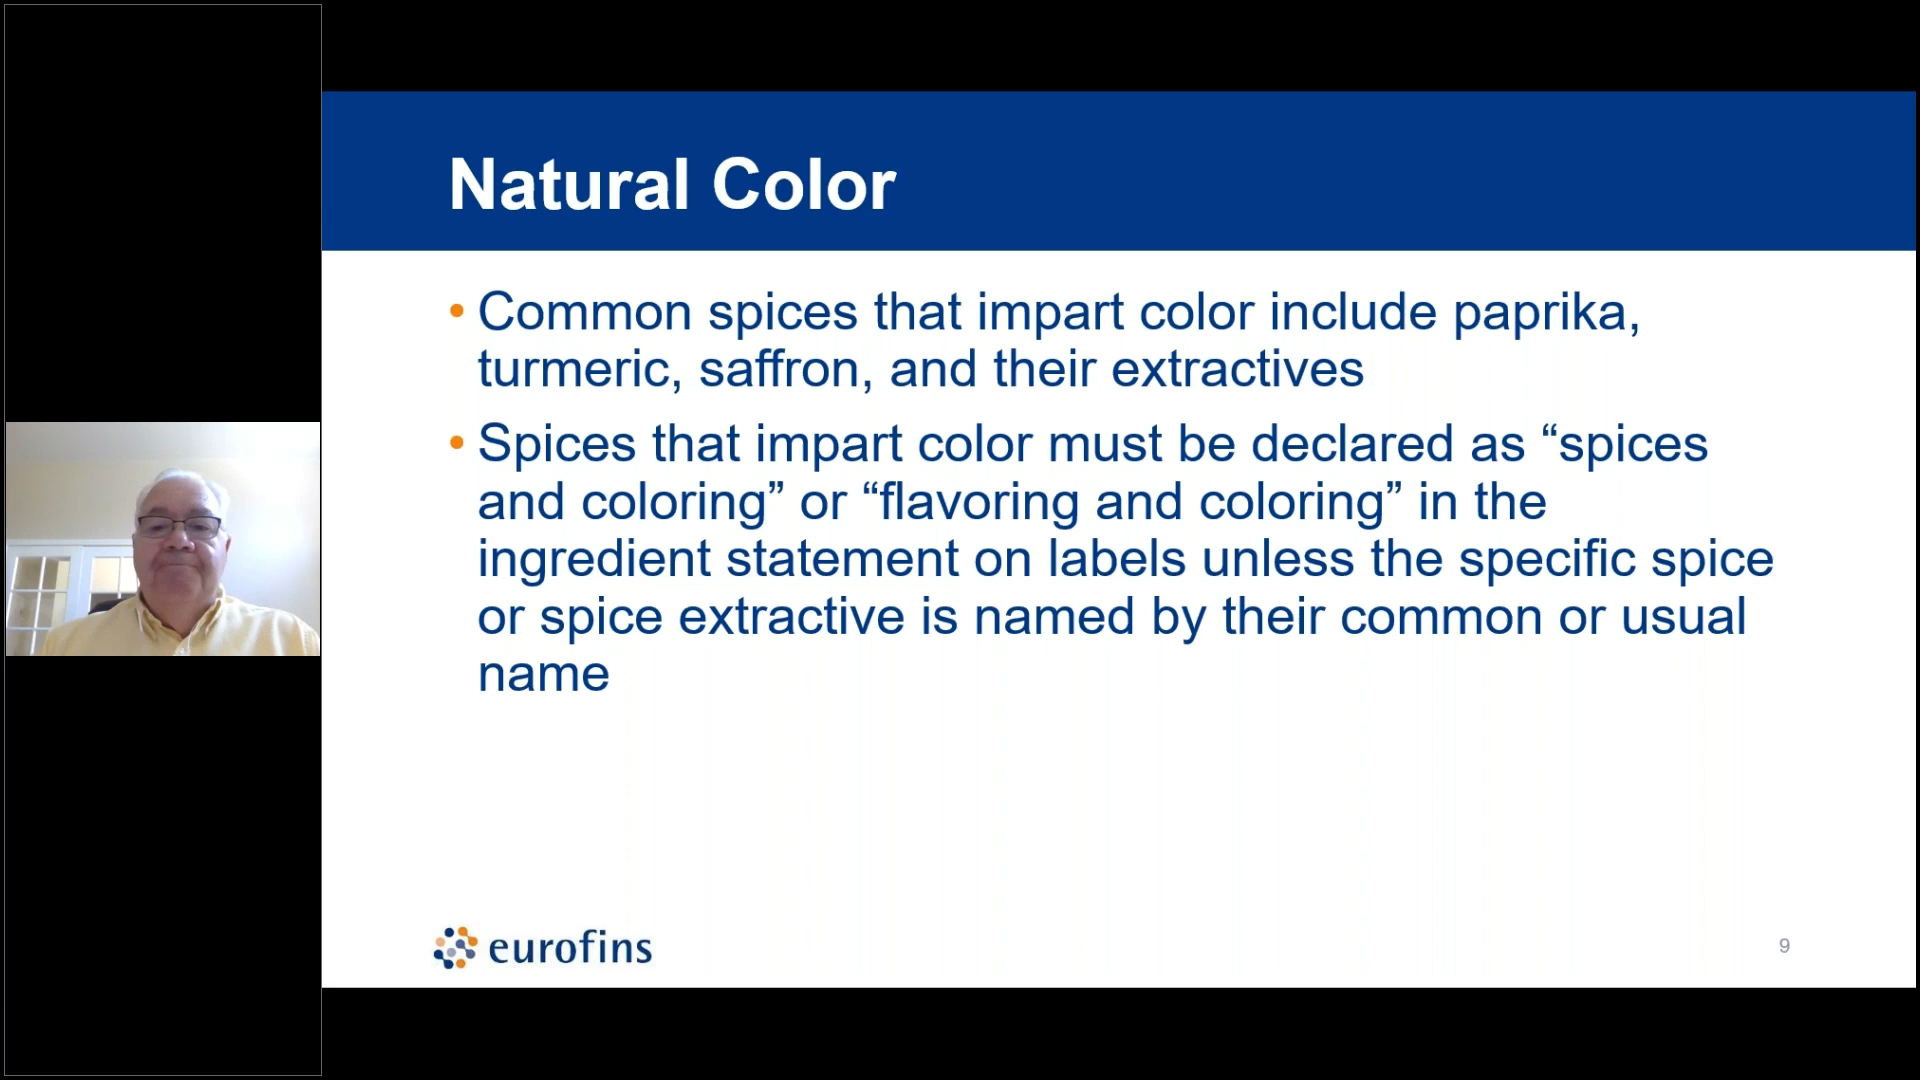 Natural Color
• Common spices that impart color include paprika,
turmeric, saffron, and their extractives
• Spices that impart color must be declared as “spices
and coloring” or “flavoring and coloring” in the
ingredient statement on labels unless the specific spice
or spice extractive is named by their common or usual
name
eurofins
9